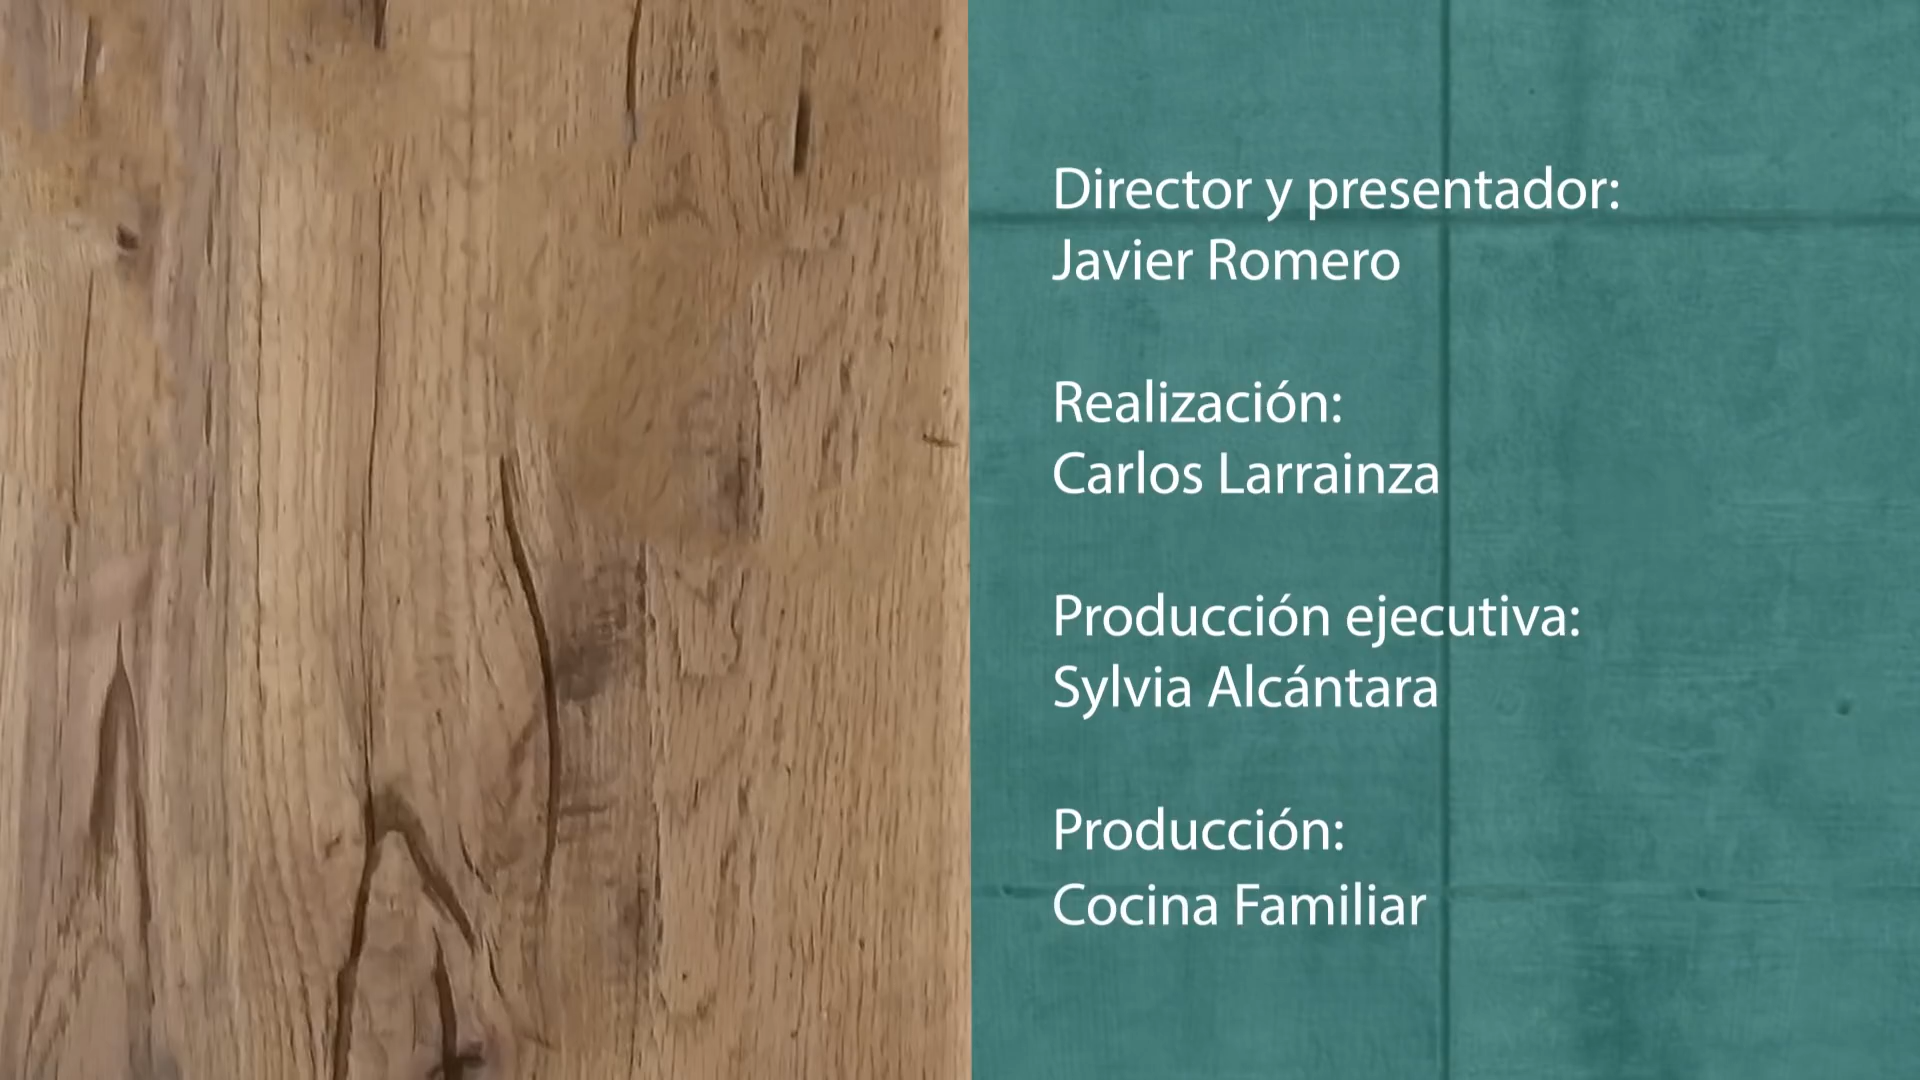 Director y presentador:
Javier Romero
Realización:
Carlos Larrainza
Producción ejecutiva:
Sylvia Alcántara
Producción:
Cocina Familiar